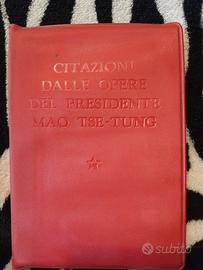 CITAZIONI
DALLE OPERE
DEL PRESIDENTE
MAO TSE-TUNG
subito